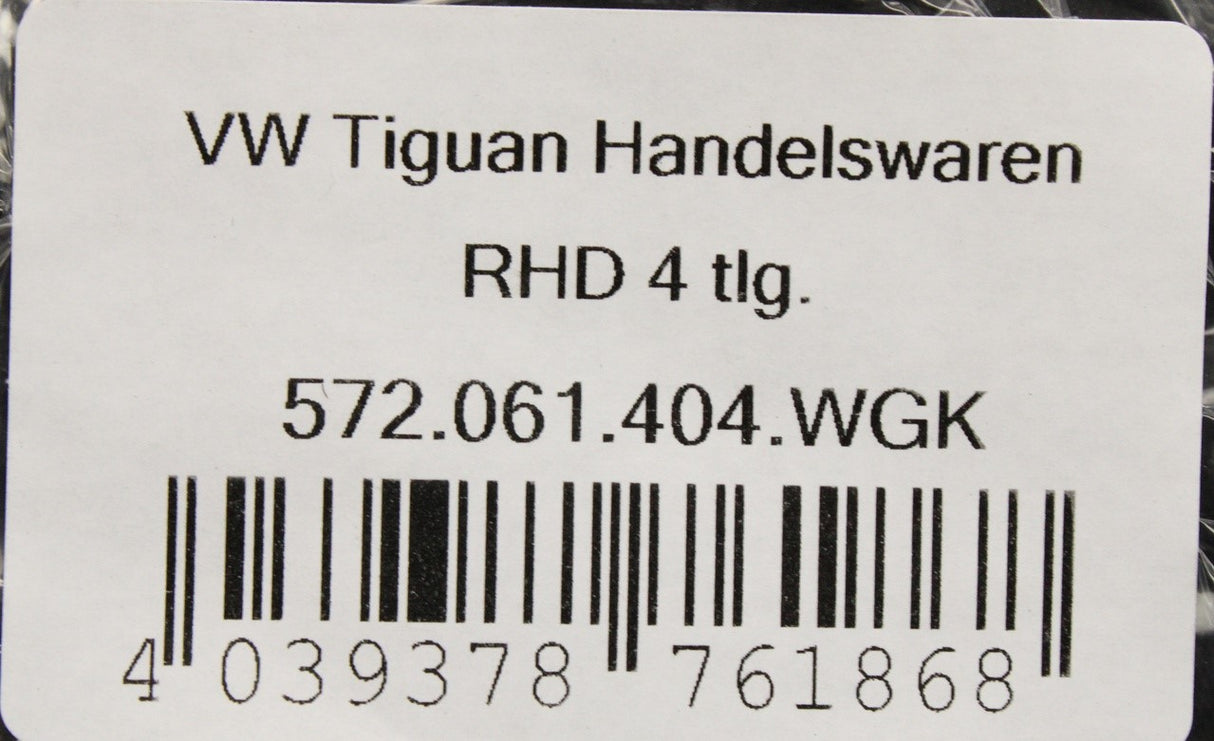 VW Tiguan Handelswaren
RHD 4 tlg.
572.061.404.WGK
4 039378 761868